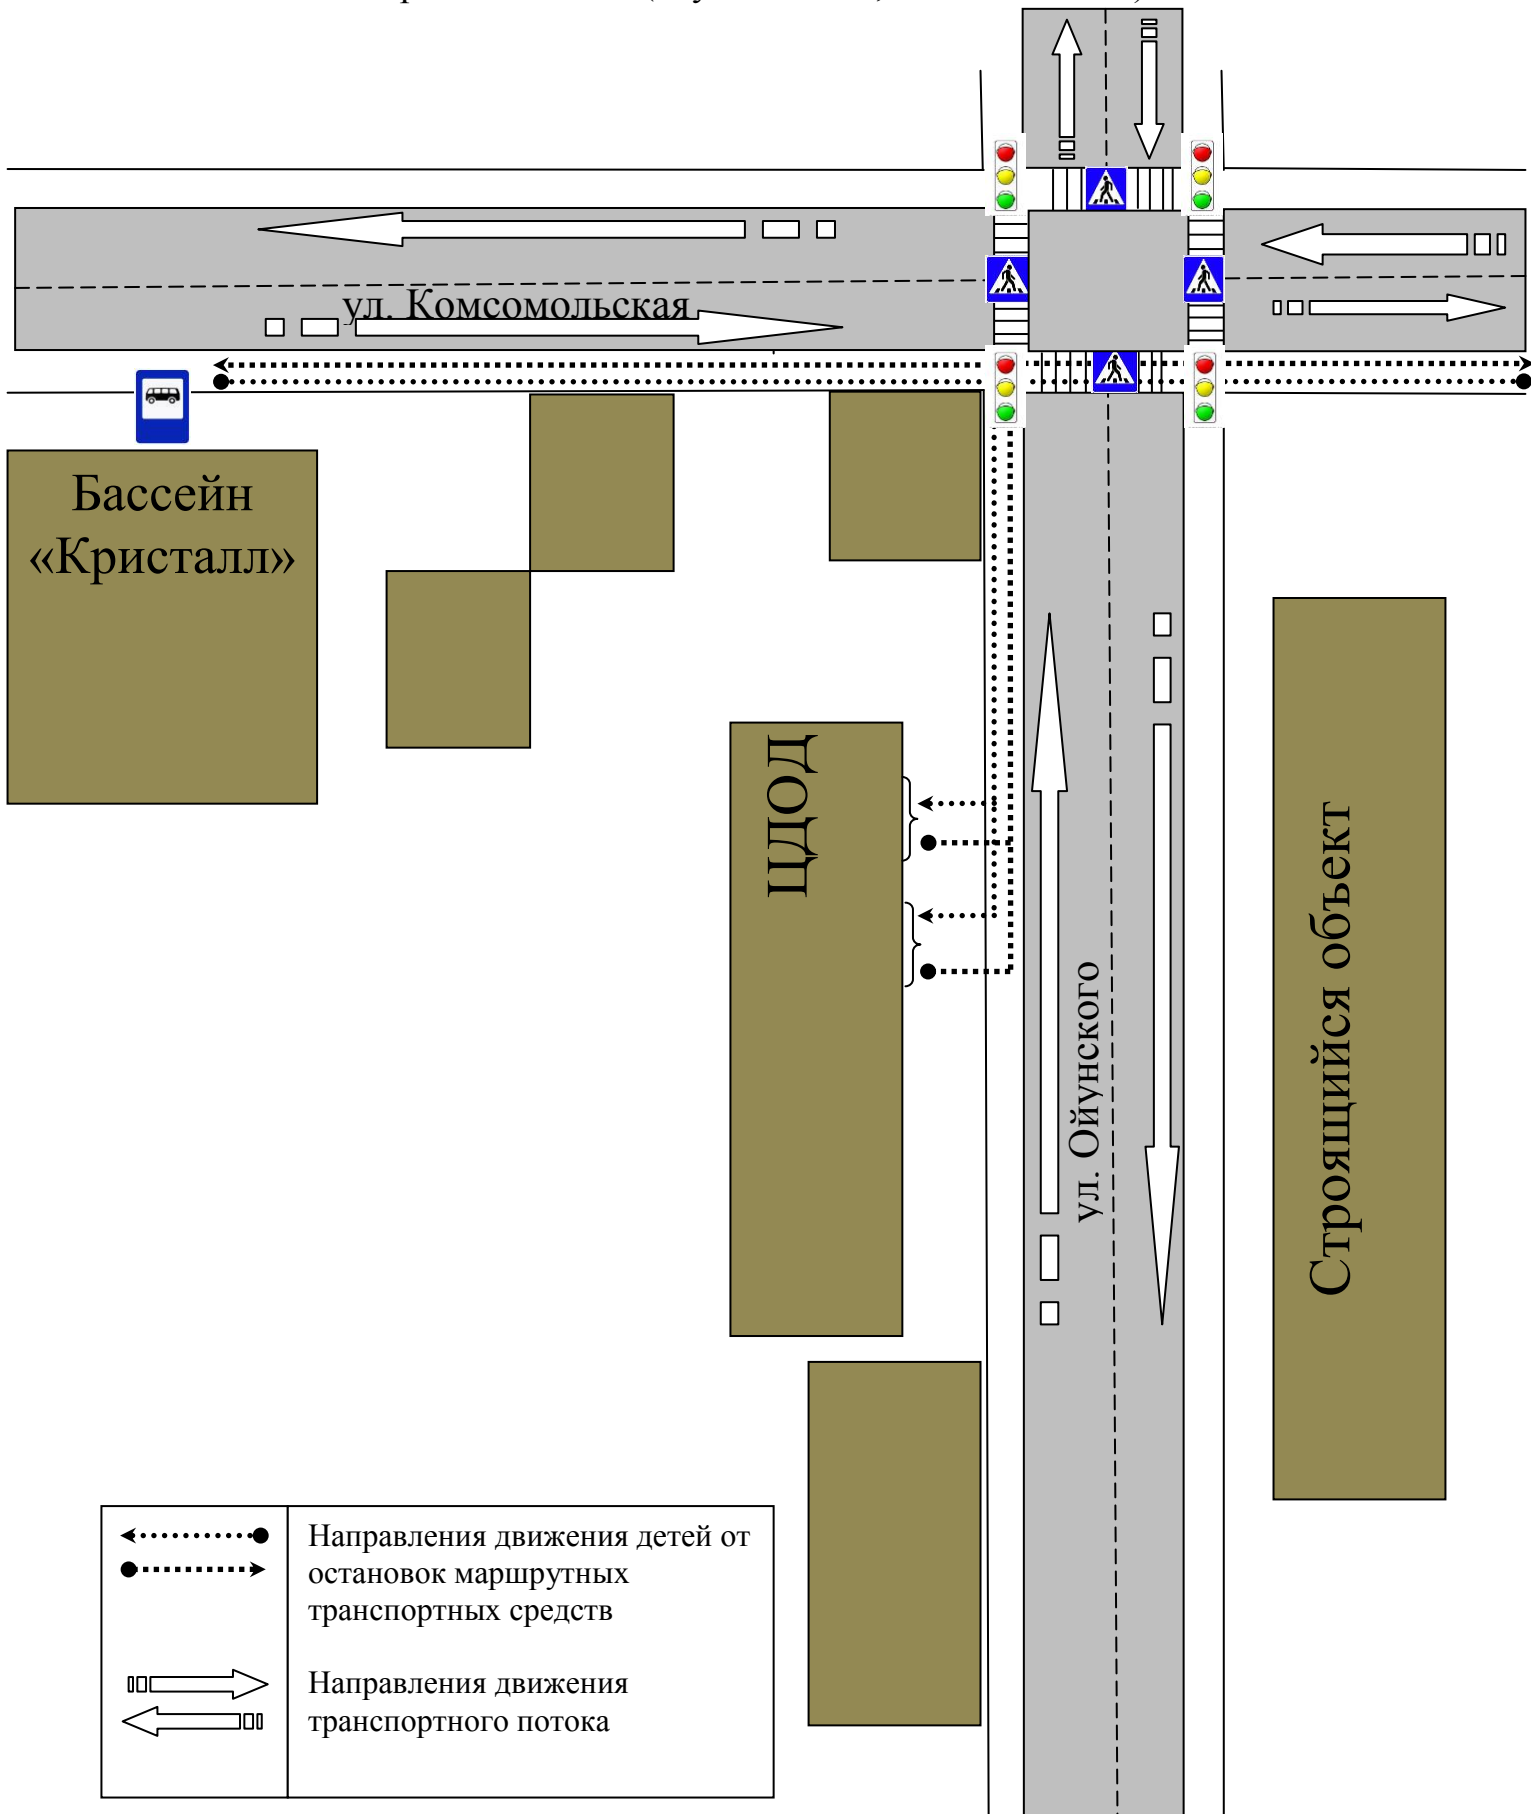 ул. Комсомольская
Бассейн
«Кристалл»
ЦДОД
ул. Ойунского
Строящийся объект
Направления движения детей от
остановок маршрутных
транспортных средств
Направления движения
транспортного потока